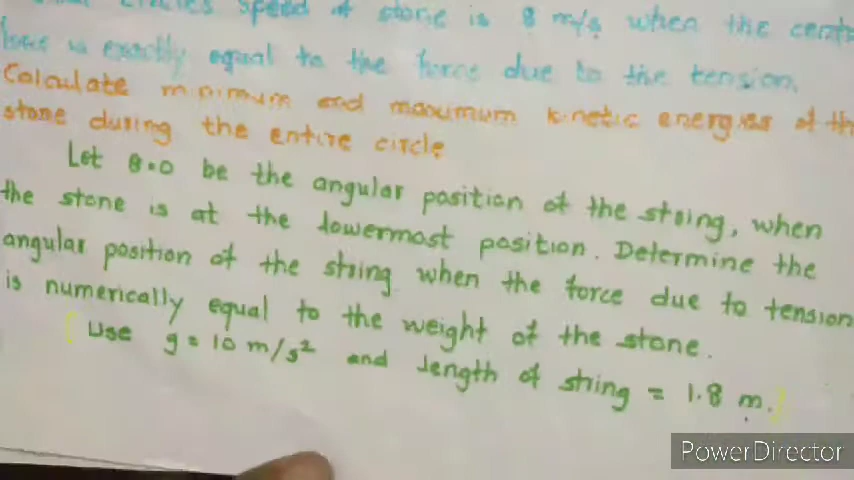 circles speed of stone is 8 m/s when the
force is exactly equal to the force due to the tension.
Calculate minimum and maximum kinetic energies of
stone during the entire circle
Let θ=0 be the angular position of the string, when
the stone is at the lowermost position. Determine the
angular position of the string when the force due to tension
is numerically equal to the weight of the stone.
(Use g = 10 m/s² and length of string = 1.8 m.)
PowerDirector